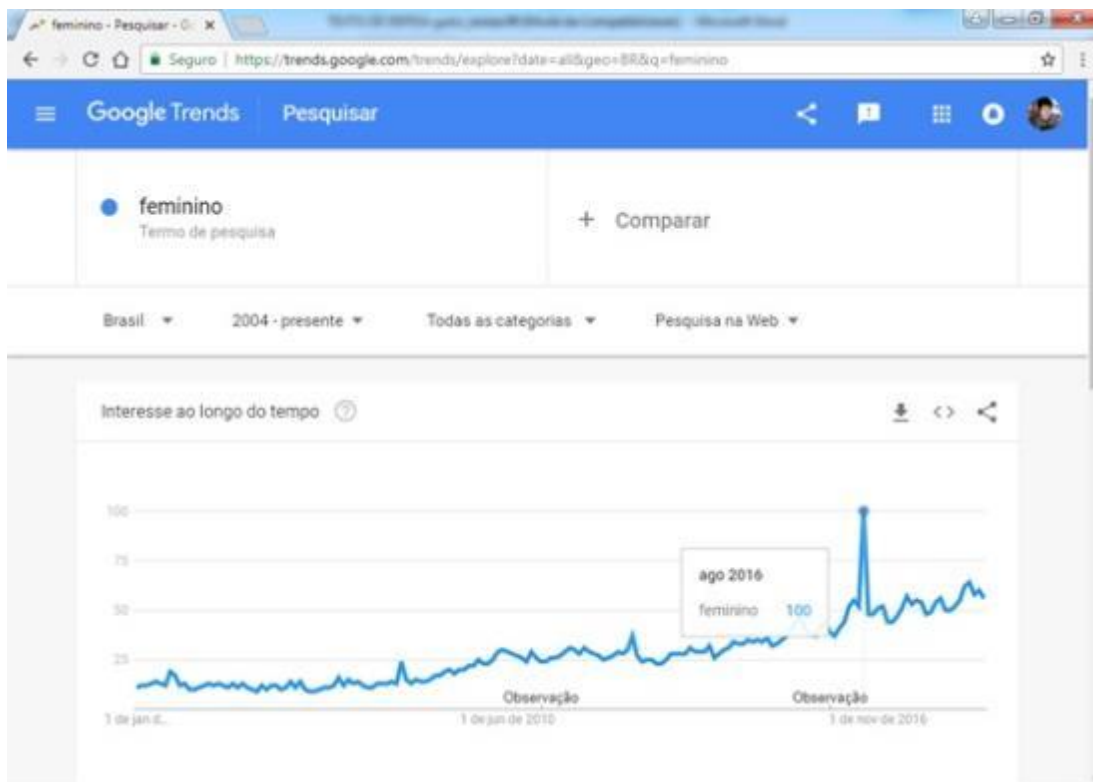 feminino - Pesquisar - G
Seguro | https://trends.google.com/trends/explore?date=all&geo=BR&q=feminino
Google Trends Pesquisar
feminino
Termo de pesquisa
+ Comparar
Brasil 2004 - presente Todas as categorias Pesquisa na Web
Interesse ao longo do tempo
100
75
50
25
ago 2016
feminino 100
Observação Observação
1 de jan d... 1 de jun de 2010 1 de nov de 2016